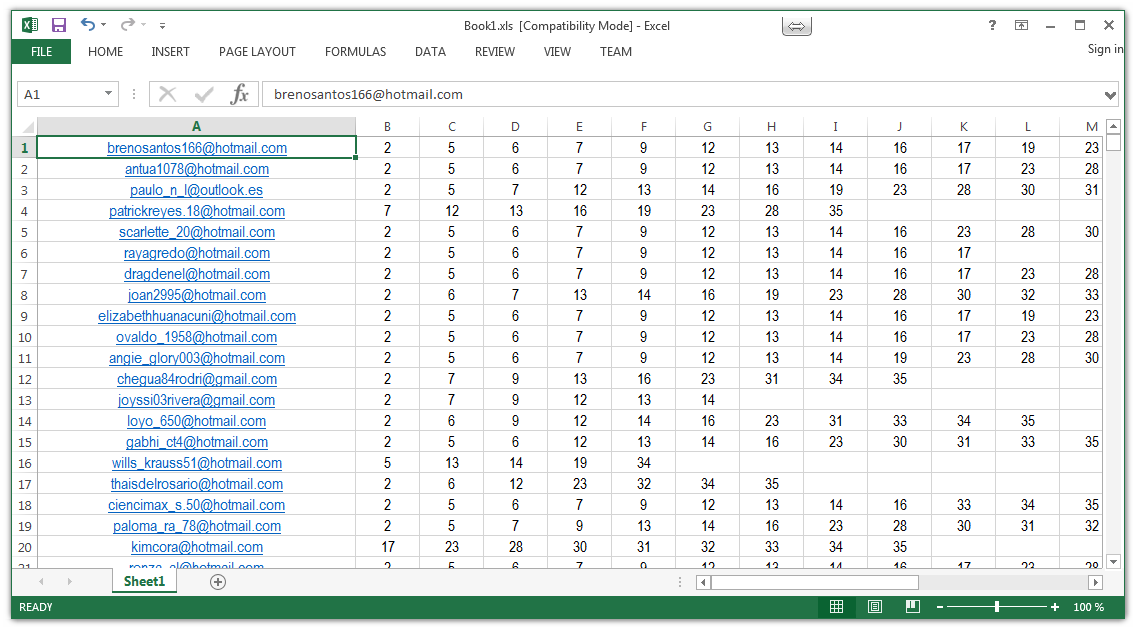 Book1.xls [Compatibility Mode] - Excel
?
FILE HOME INSERT PAGE LAYOUT FORMULAS DATA REVIEW VIEW TEAM Sign in
A1 fx brenosantos166@hotmail.com
A B C D E F G H I J K L M
1 brenosantos166@hotmail.com 2 5 6 7 9 12 13 14 16 17 19 23
2 antua1078@hotmail.com 2 5 6 7 9 12 13 14 16 17 23 28
3 paulo_n_l@outlook.es 2 5 7 12 13 14 16 19 23 28 30 31
4 patrickreyes.18@hotmail.com 7 12 13 16 19 23 28 35
5 scarlette_20@hotmail.com 2 5 6 7 9 12 13 14 16 23 28 30
6 rayagredo@hotmail.com 2 5 6 7 9 12 13 14 16 17
7 dragdenel@hotmail.com 2 5 6 7 9 12 13 14 16 17 23 28
8 joan2995@hotmail.com 2 6 7 13 14 16 19 23 28 30 32 33
9 elizabethhuanacuni@hotmail.com 2 5 6 7 9 12 13 14 16 17 19 23
10 ovaldo_1958@hotmail.com 2 5 6 7 9 12 13 14 16 17 23 28
11 angie_glory003@hotmail.com 2 5 6 7 9 12 13 14 19 23 28 30
12 chegua84rodri@gmail.com 2 7 9 13 16 23 31 34 35
13 joyssi03rivera@gmail.com 2 7 9 12 13 14
14 loyo_650@hotmail.com 2 6 9 12 14 16 23 31 33 34 35
15 gabhi_ct4@hotmail.com 2 5 6 12 13 14 16 23 30 31 33 35
16 wills_krauss51@hotmail.com 5 13 14 19 34
17 thaisdelrosario@hotmail.com 2 6 12 23 32 34 35
18 ciencimax_s.50@hotmail.com 2 5 6 7 9 12 13 14 16 33 34 35
19 paloma_ra_78@hotmail.com 2 5 7 9 13 14 16 23 28 30 31 32
20 kimcora@hotmail.com 17 23 28 30 31 32 33 34 35
21 2 5 6 7 9 12 13 14 16 17 23 28
Sheet1
READY 100 %